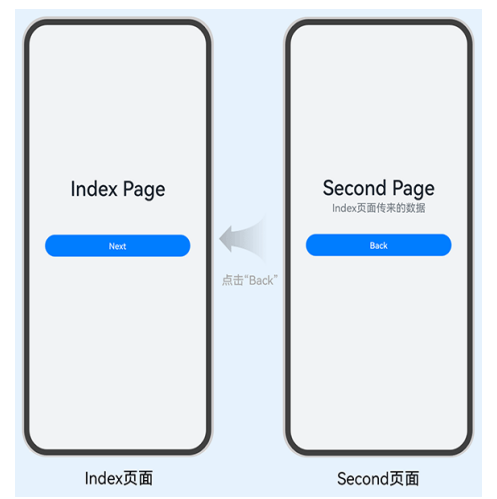 Index Page
Next
Index页面
点击"Back"
Second Page
Index页面传来的数据
Back
Second页面